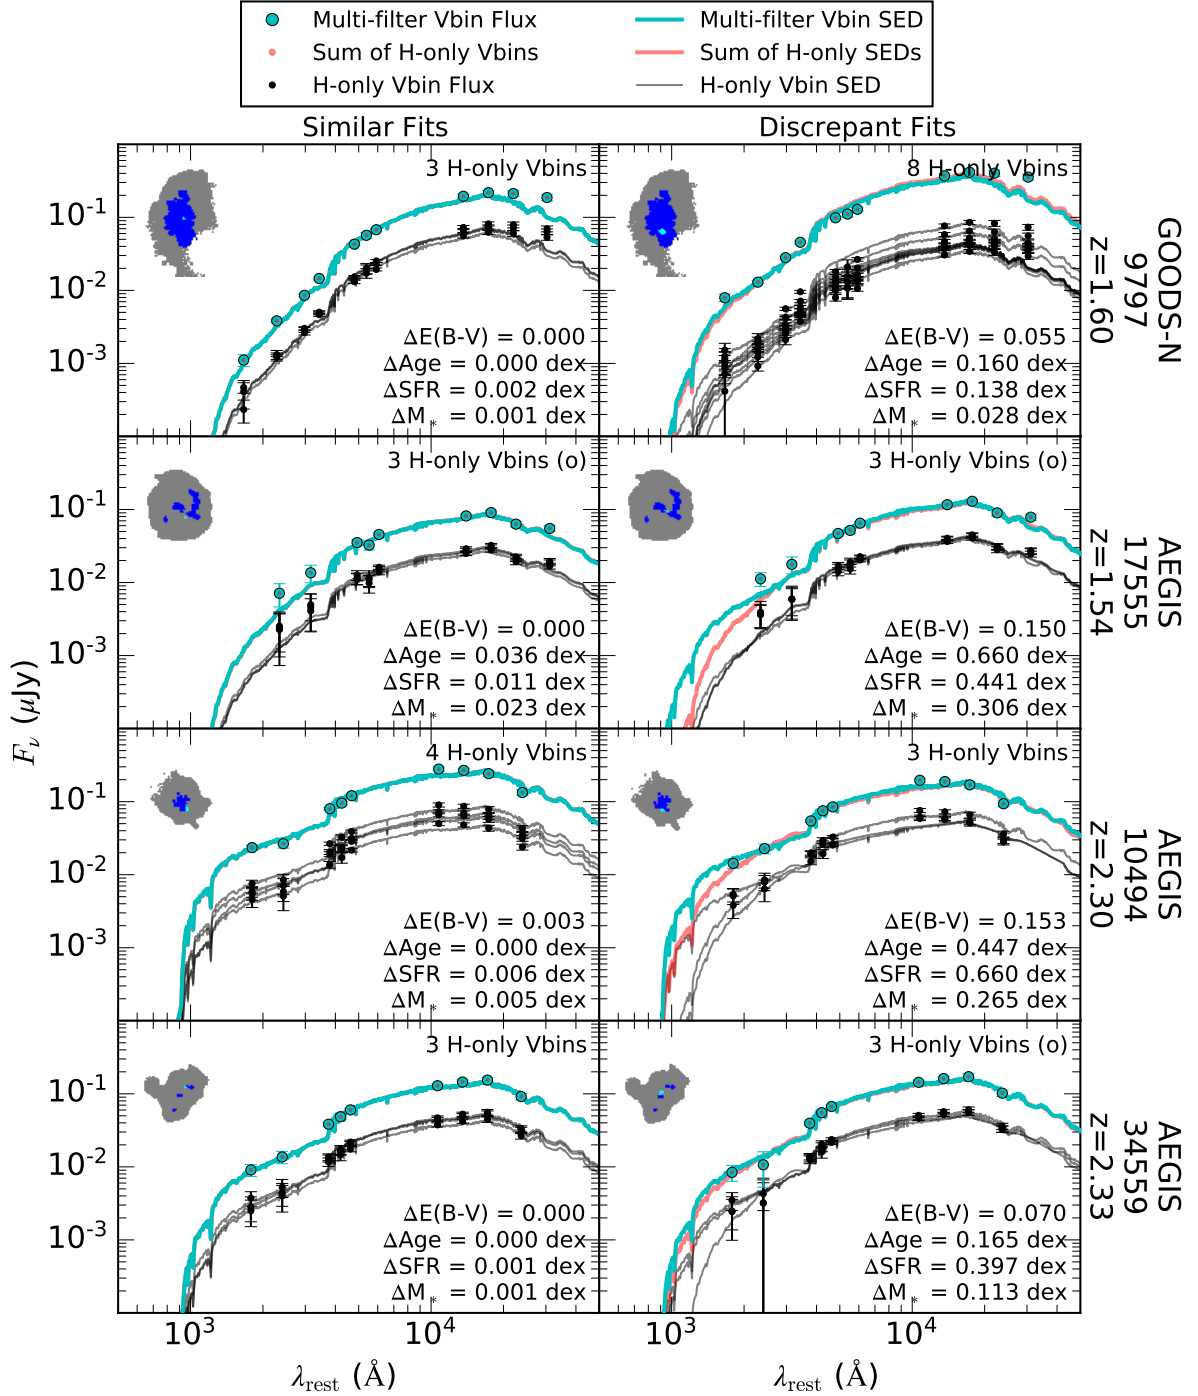 Multi-filter Vbin Flux
Sum of H-only Vbins
H-only Vbin Flux
Multi-filter Vbin SED
Sum of H-only SEDs
H-only Vbin SED
Similar Fits
Discrepant Fits
3 H-only Vbins
ΔE(B-V) = 0.000
ΔAge = 0.000 dex
ΔSFR = 0.002 dex
ΔM* = 0.001 dex
8 H-only Vbins
ΔE(B-V) = 0.055
ΔAge = 0.160 dex
ΔSFR = 0.138 dex
ΔM* = 0.028 dex
GOODS-N
9797
z=1.60
3 H-only Vbins (o)
ΔE(B-V) = 0.000
ΔAge = 0.036 dex
ΔSFR = 0.011 dex
ΔM* = 0.023 dex
3 H-only Vbins (o)
ΔE(B-V) = 0.150
ΔAge = 0.660 dex
ΔSFR = 0.441 dex
ΔM* = 0.306 dex
AEGIS
17555
z=1.54
4 H-only Vbins
ΔE(B-V) = 0.003
ΔAge = 0.000 dex
ΔSFR = 0.006 dex
ΔM* = 0.005 dex
3 H-only Vbins
ΔE(B-V) = 0.153
ΔAge = 0.447 dex
ΔSFR = 0.660 dex
ΔM* = 0.265 dex
AEGIS
10494
z=2.30
3 H-only Vbins
ΔE(B-V) = 0.000
ΔAge = 0.000 dex
ΔSFR = 0.001 dex
ΔM* = 0.001 dex
3 H-only Vbins (o)
ΔE(B-V) = 0.070
ΔAge = 0.165 dex
ΔSFR = 0.397 dex
ΔM* = 0.113 dex
AEGIS
34559
z=2.33
10⁻¹
10⁻²
10⁻³
10⁻¹
10⁻²
10⁻³
10⁻¹
10⁻²
10⁻³
10⁻¹
10⁻²
10⁻³
Fν (μJy)
10³
10⁴
10³
10⁴
λrest (Å)
λrest (Å)